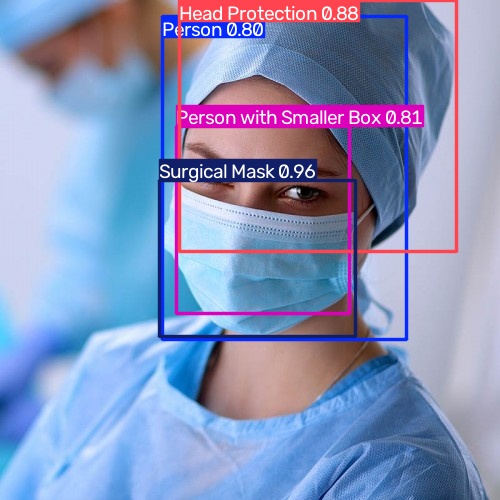 Head Protection 0.88
Person 0.80
Person with Smaller Box 0.81
Surgical Mask 0.96